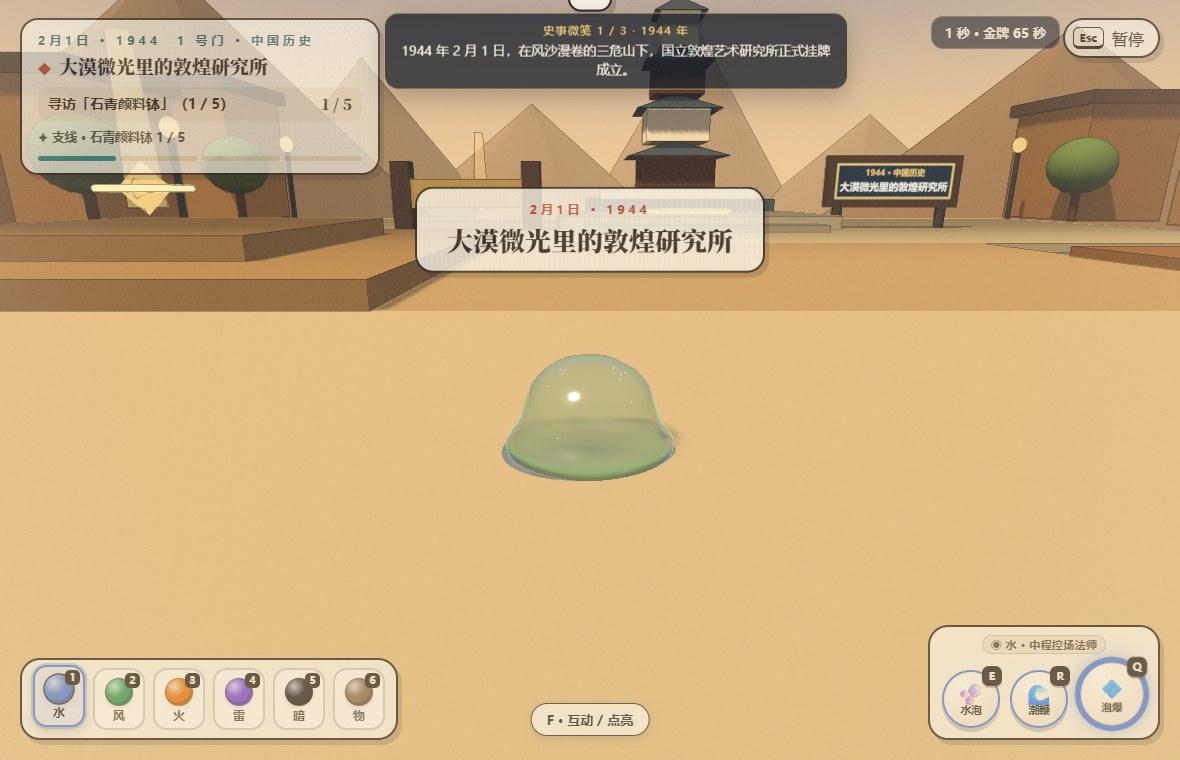 2月1日 • 1944 1 号门 • 中国历史
◆ 大漠微光里的敦煌研究所
寻访「石青颜料钵」（1 / 5） 1 / 5
✦ 支线 • 石青颜料钵 1 / 5
史事微笺 1 / 3 · 1944 年
1944 年 2 月 1 日，在风沙漫卷的三危山下，国立敦煌艺术研究所正式挂牌
成立。
1 秒 • 金牌 65 秒
Esc 暂停
1944 • 中国历史
大漠微光里的敦煌研究所
2月1日 • 1944
大漠微光里的敦煌研究所
1 水
2 风
3 火
4 雷
5 暗
6 物
F • 互动 / 点亮
◉ 水 • 中程控场法师
E 水泡
R 潮鞭
Q 泡爆